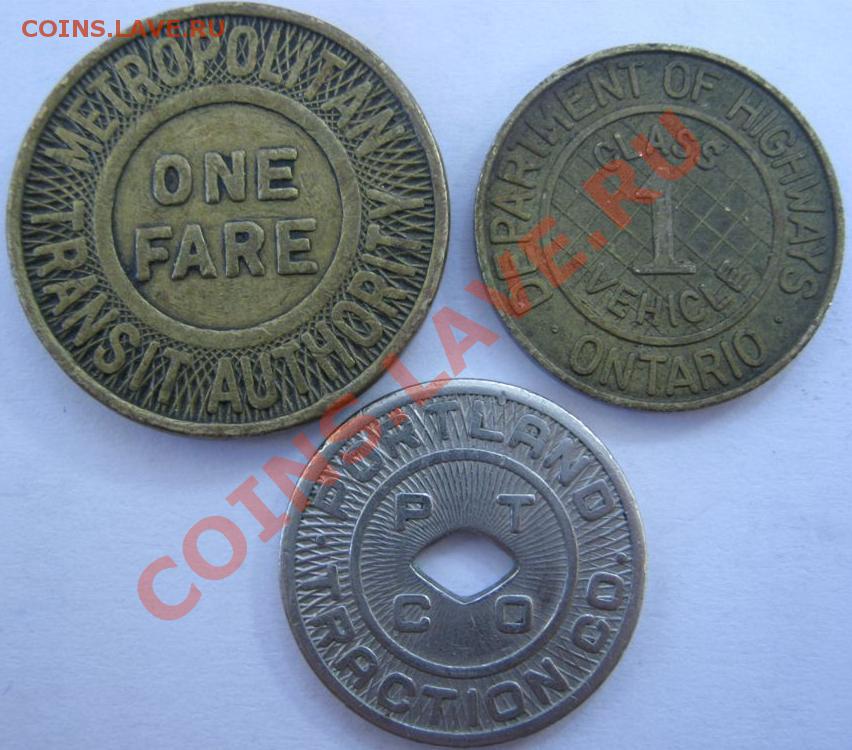 COINS.LAVE.RU
METROPOLITAN
ONE
FARE
TRANSIT AUTHORITY
DEPARTMENT OF HIGHWAYS
CLASS
1
VEHICLE
· ONTARIO ·
PORTLAND
P T
C O
· TRACTION CO. ·
COINS.LAVE.RU